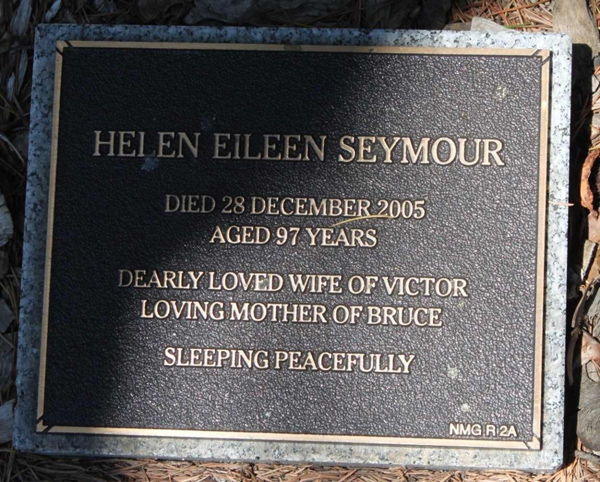 HELEN EILEEN SEYMOUR
DIED 28 DECEMBER 2005
AGED 97 YEARS
DEARLY LOVED WIFE OF VICTOR
LOVING MOTHER OF BRUCE
SLEEPING PEACEFULLY
NMG R 2A